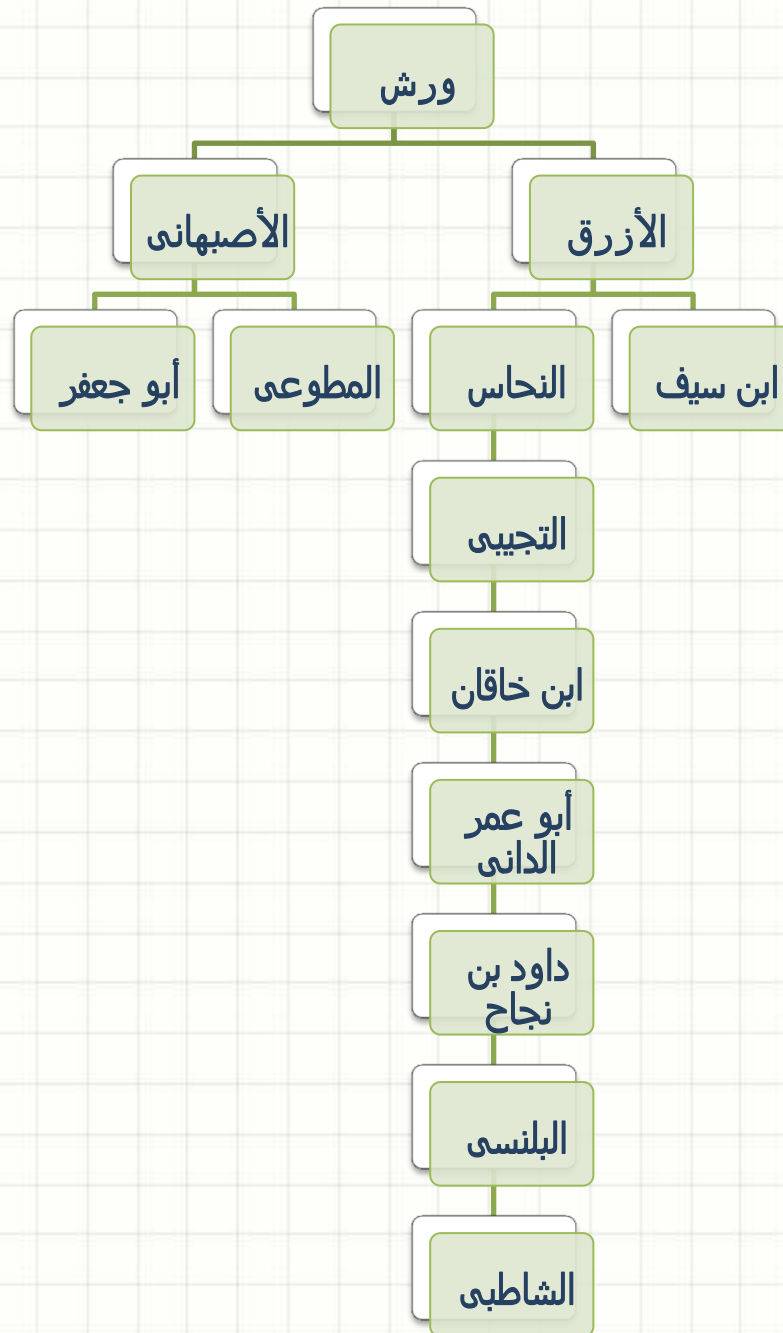 ورش
الأزرق
الأصبهانى
ابن سيف
النحاس
المطوعى
أبو جعفر
التجيبى
ابن خاقان
أبو عمر
الدانى
داود بن
نجاح
البلنسى
الشاطبى